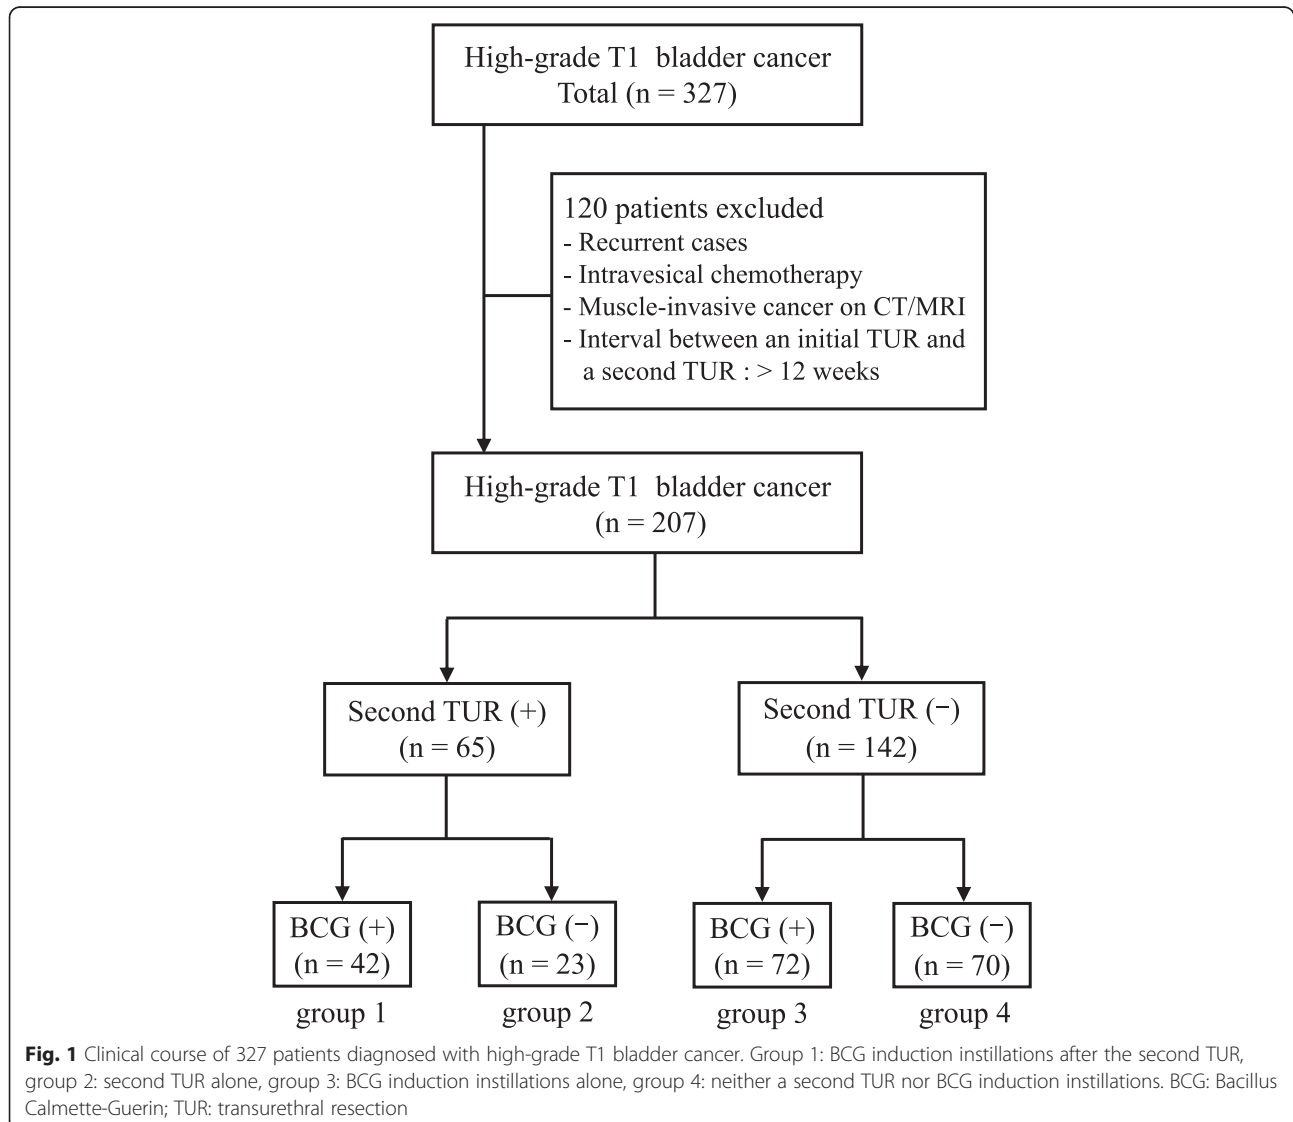 High-grade T1 bladder cancer
Total (n = 327)
120 patients excluded
- Recurrent cases
- Intravesical chemotherapy
- Muscle-invasive cancer on CT/MRI
- Interval between an initial TUR and
a second TUR : > 12 weeks
High-grade T1 bladder cancer
(n = 207)
Second TUR (+)
(n = 65)
Second TUR (−)
(n = 142)
BCG (+)
(n = 42)
group 1
BCG (−)
(n = 23)
group 2
BCG (+)
(n = 72)
group 3
BCG (−)
(n = 70)
group 4
Fig. 1 Clinical course of 327 patients diagnosed with high-grade T1 bladder cancer. Group 1: BCG induction instillations after the second TUR,
group 2: second TUR alone, group 3: BCG induction instillations alone, group 4: neither a second TUR nor BCG induction instillations. BCG: Bacillus
Calmette-Guerin; TUR: transurethral resection